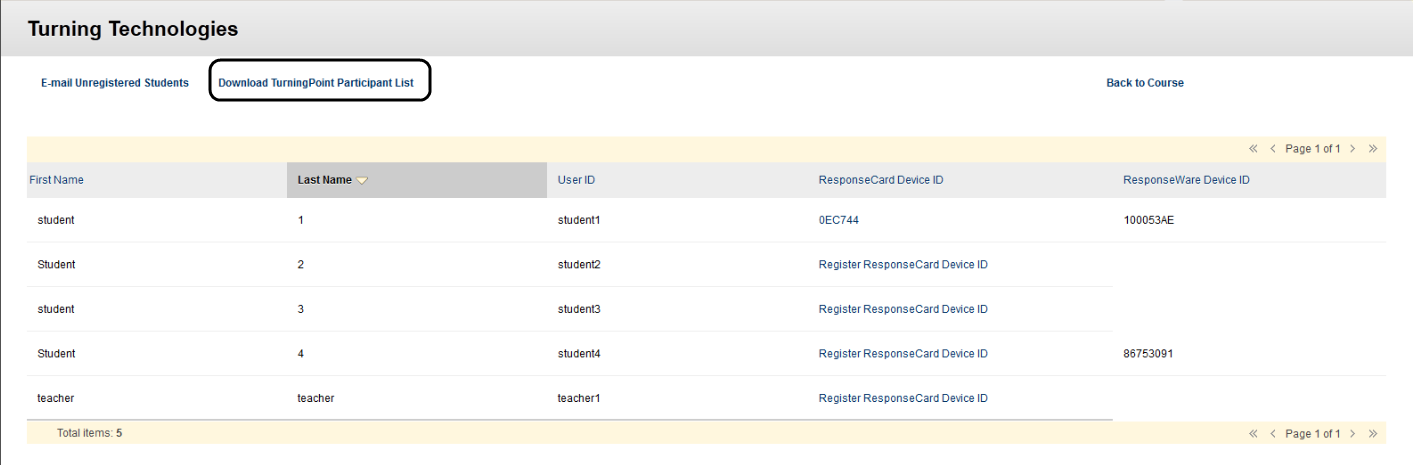 Turning Technologies
E-mail Unregistered Students Download TurningPoint Participant List Back to Course
Page 1 of 1
First Name Last Name User ID ResponseCard Device ID ResponseWare Device ID
student 1 student1 0EC744 100053AE
Student 2 student2 Register ResponseCard Device ID
student 3 student3 Register ResponseCard Device ID
Student 4 student4 Register ResponseCard Device ID 86753091
teacher teacher teacher1 Register ResponseCard Device ID
Total items: 5 Page 1 of 1